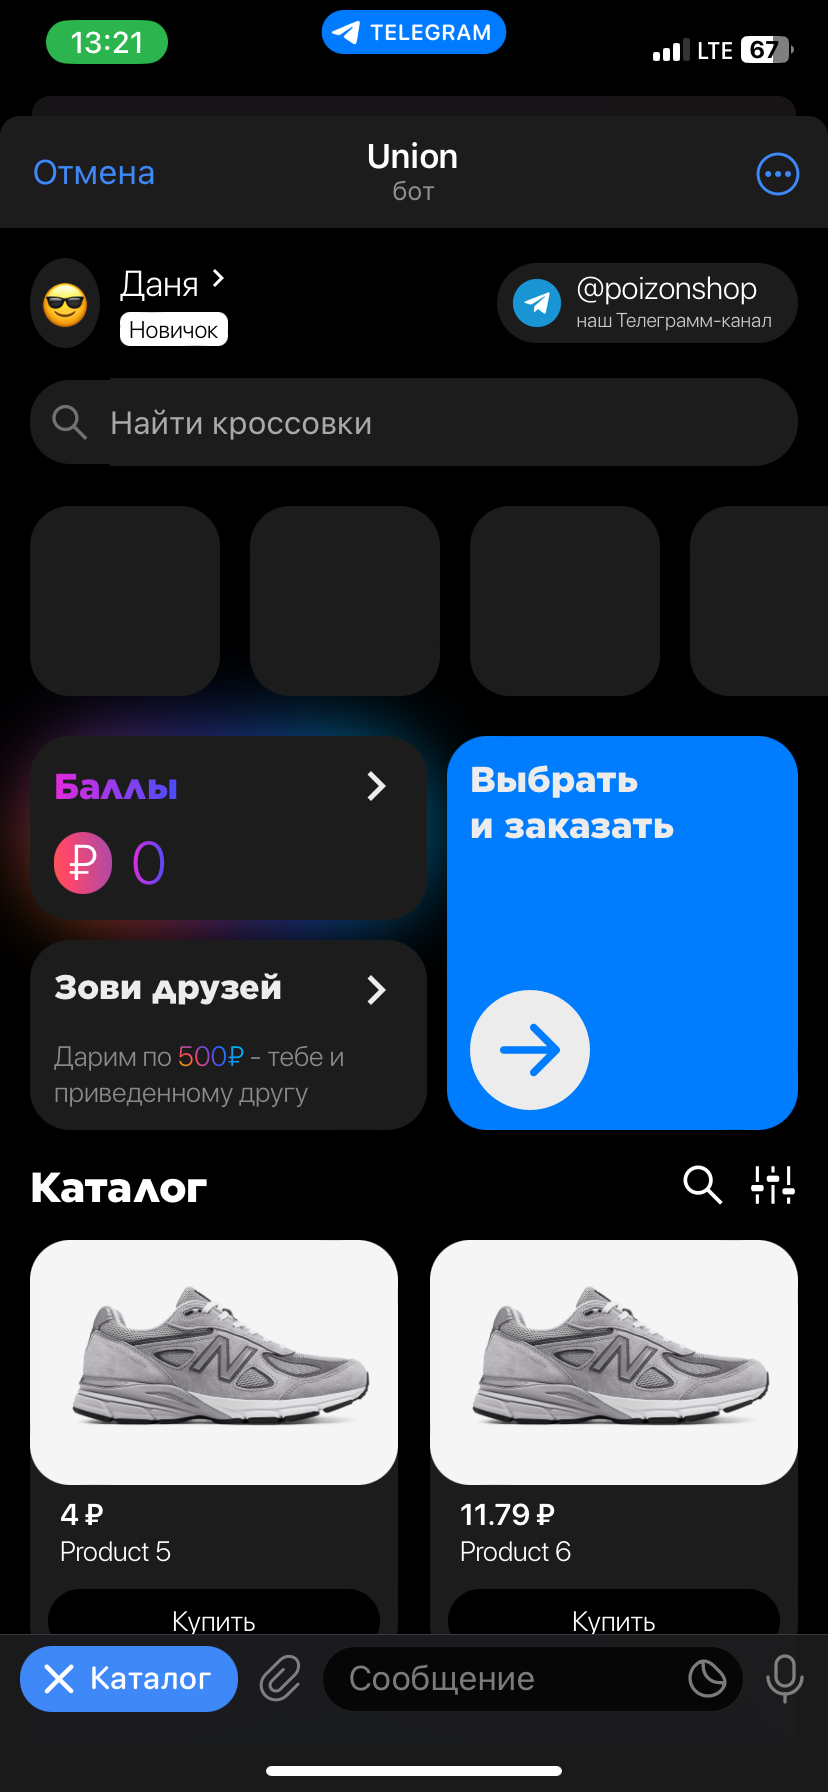 13:21
TELEGRAM
LTE 67
Отмена
Union
бот
Даня
Новичок
@poizonshop
наш Телеграмм-канал
Найти кроссовки
Баллы
₽ 0
Выбрать
и заказать
Зови друзей
Дарим по 500₽ - тебе и
приведенному другу
Каталог
N
N
4 ₽
Product 5
Купить
11.79 ₽
Product 6
Купить
Каталог
Сообщение